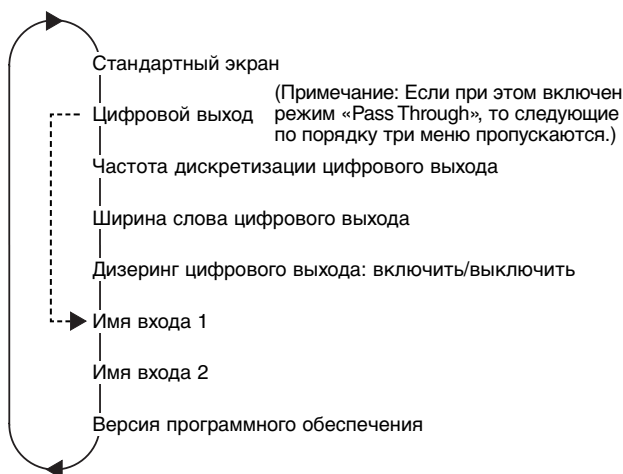 Стандартный экран
Цифровой выход
(Примечание: Если при этом включен
режим «Pass Through», то следующие
по порядку три меню пропускаются.)
Частота дискретизации цифрового выхода
Ширина слова цифрового выхода
Дизеринг цифрового выхода: включить/выключить
Имя входа 1
Имя входа 2
Версия программного обеспечения